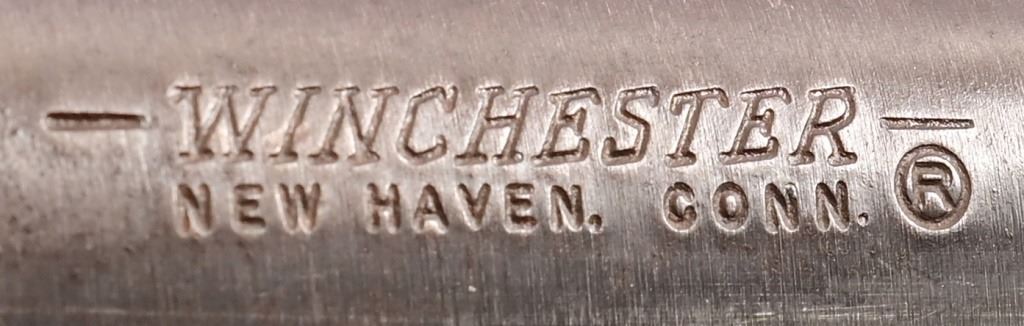 — WINCHESTER —
NEW HAVEN, CONN. ®